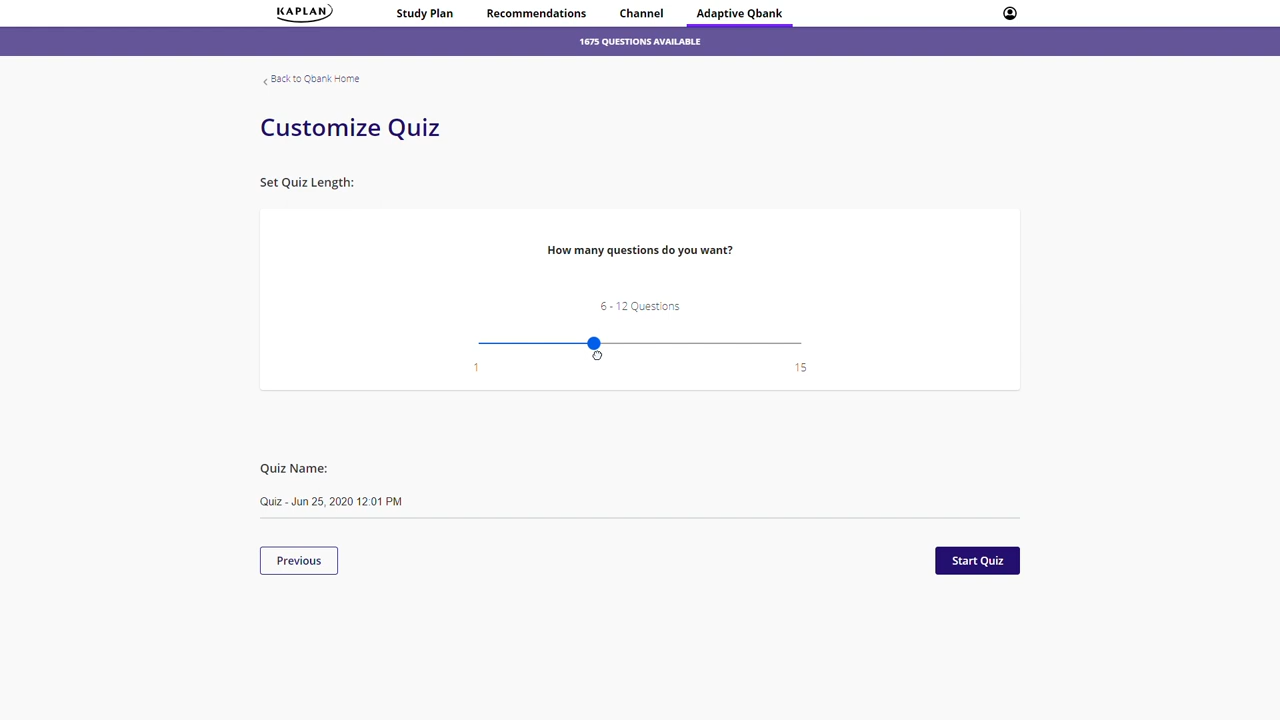 KAPLAN
Study Plan
Recommendations
Channel
Adaptive Qbank
1675 QUESTIONS AVAILABLE
Back to Qbank Home
Customize Quiz
Set Quiz Length:
How many questions do you want?
6 - 12 Questions
1
15
Quiz Name:
Quiz - Jun 25, 2020 12:01 PM
Previous
Start Quiz